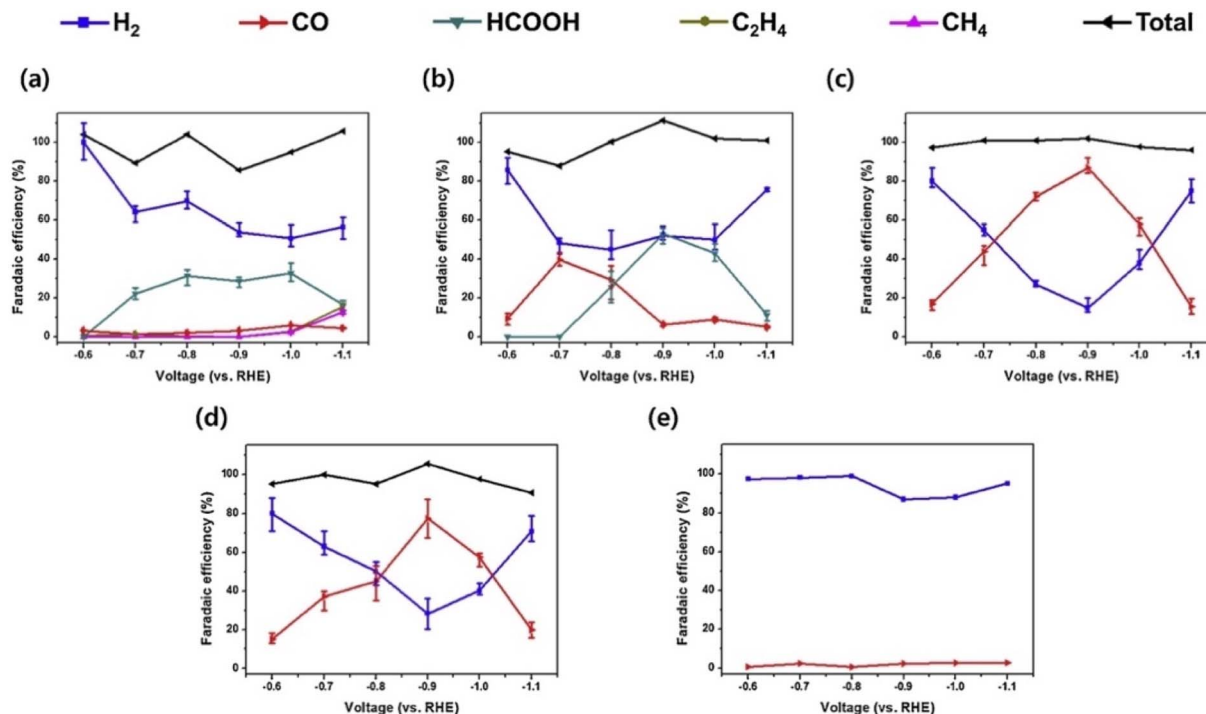 H2 CO HCOOH C2H4 CH4 Total
(a)
Faradaic efficiency (%)
100
80
60
40
20
0
-0.6 -0.7 -0.8 -0.9 -1.0 -1.1
Voltage (vs. RHE)
(b)
Faradaic efficiency (%)
100
80
60
40
20
0
-0.6 -0.7 -0.8 -0.9 -1.0 -1.1
Voltage (vs. RHE)
(c)
Faradaic efficiency (%)
100
80
60
40
20
0
-0.6 -0.7 -0.8 -0.9 -1.0 -1.1
Voltage (vs. RHE)
(d)
Faradaic efficiency (%)
100
80
60
40
20
0
-0.6 -0.7 -0.8 -0.9 -1.0 -1.1
Voltage (vs. RHE)
(e)
Faradaic efficiency (%)
100
80
60
40
20
0
-0.6 -0.7 -0.8 -0.9 -1.0 -1.1
Voltage (vs. RHE)